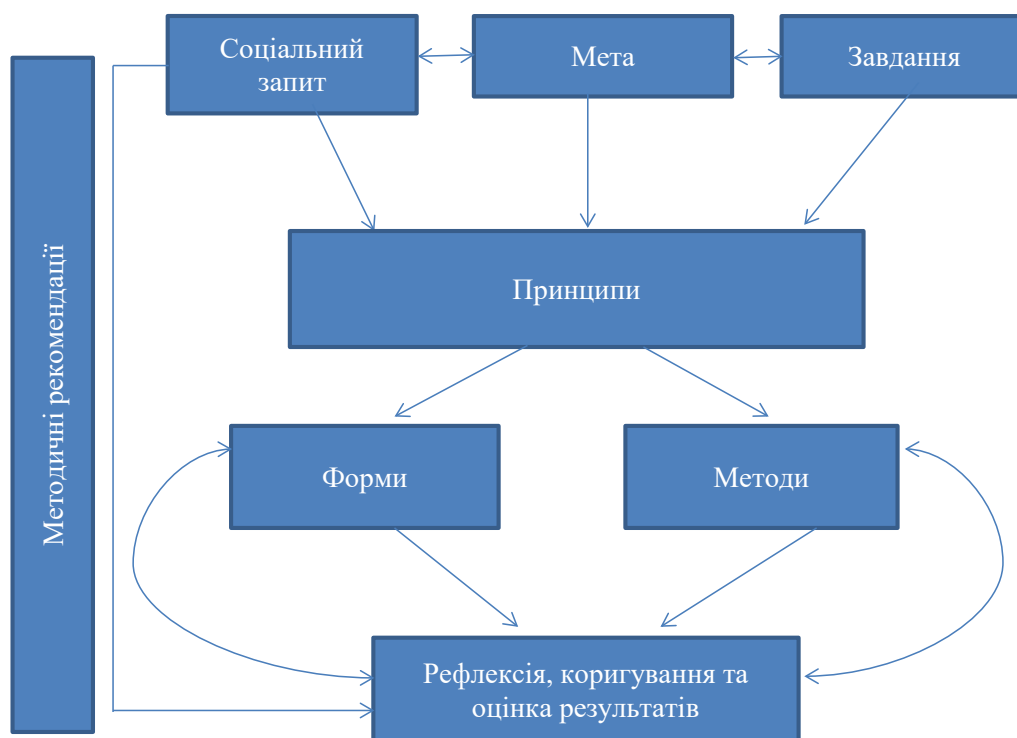 Соціальний
запит
Мета
Завдання
Методичні рекомендації
Принципи
Форми
Методи
Рефлексія, коригування та
оцінка результатів